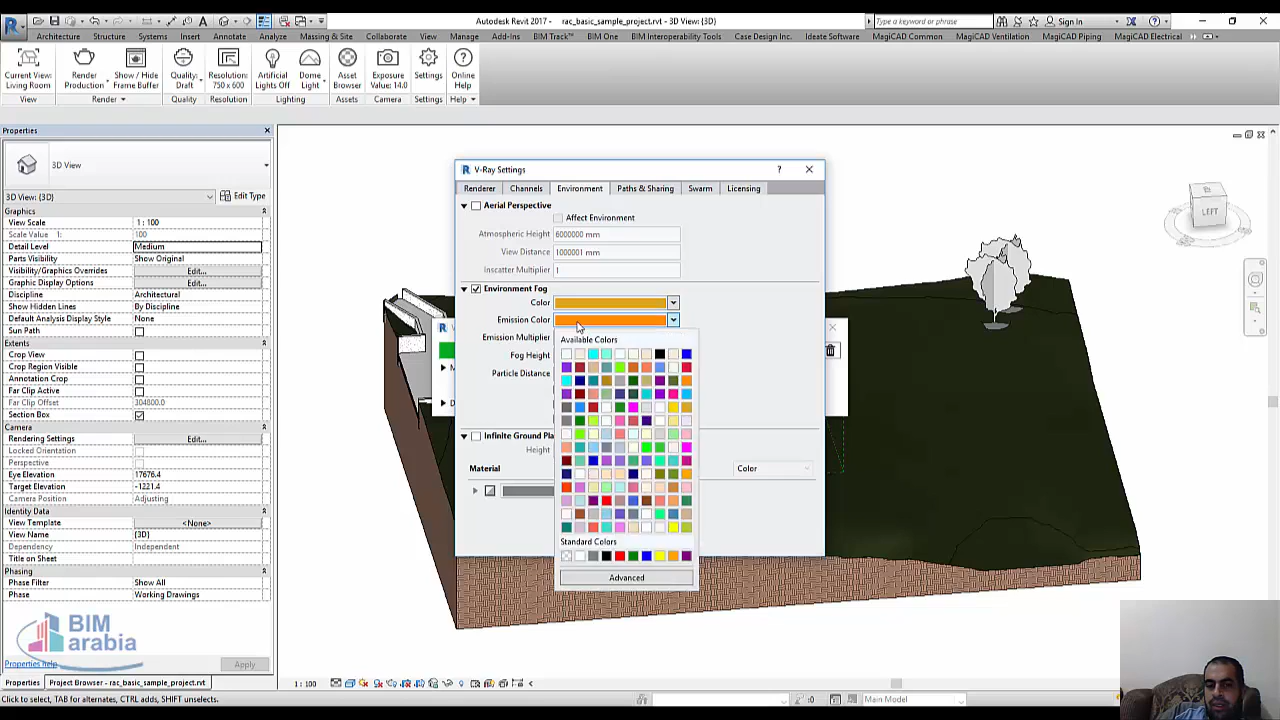 Autodesk Revit 2017 - rac_basic_sample_project.rvt - 3D View: {3D}
Type a keyword or phrase
Sign In
Architecture Structure Systems Insert Annotate Analyze Massing & Site Collaborate View Manage Add-Ins BIM Track™ BIM One BIM Interoperability Tools Case Design Inc. Ideate Software MagiCAD Common MagiCAD Ventilation MagiCAD Piping MagiCAD Electrical
Current View: Render Show / Hide Quality: Resolution: Artificial Dome Asset Exposure Settings Online
Living Room Production Frame Buffer Draft 750 x 600 Lights Off Light Browser Value: 14.0 Help
View Render Quality Resolution Lighting Assets Camera Settings Help
Properties
3D View
3D View: {3D} Edit Type
Graphics
View Scale 1 : 100
Scale Value 1: 100
Detail Level Medium
Parts Visibility Show Original
Visibility/Graphics Overrides Edit...
Graphic Display Options Edit...
Discipline Architectural
Show Hidden Lines By Discipline
Default Analysis Display Style None
Sun Path
Extents
Crop View
Crop Region Visible
Annotation Crop
Far Clip Active
Far Clip Offset 304800.0
Section Box
Camera
Rendering Settings Edit...
Locked Orientation
Perspective
Eye Elevation 17676.4
Target Elevation -1221.4
Camera Position Adjusting
Identity Data
View Template <None>
View Name {3D}
Dependency Independent
Title on Sheet
Phasing
Phase Filter Show All
Phase Working Drawings
BIM
arabia
Properties help Apply
Properties Project Browser - rac_basic_sample_project.rvt
V-Ray Settings ?
Renderer Channels Environment Paths & Sharing Swarm Licensing
Aerial Perspective
Affect Environment
Atmospheric Height 6000000 mm
View Distance 1000001 mm
Inscatter Multiplier 1
Environment Fog
Color
Emission Color
Emission Multiplier
Fog Height
Particle Distance
Infinite Ground Pla
Height
Material Color
Available Colors
Standard Colors
Advanced
LEFT
1 : 100
Click to select, TAB for alternates, CTRL adds, SHIFT unselects.
:0 Main Model